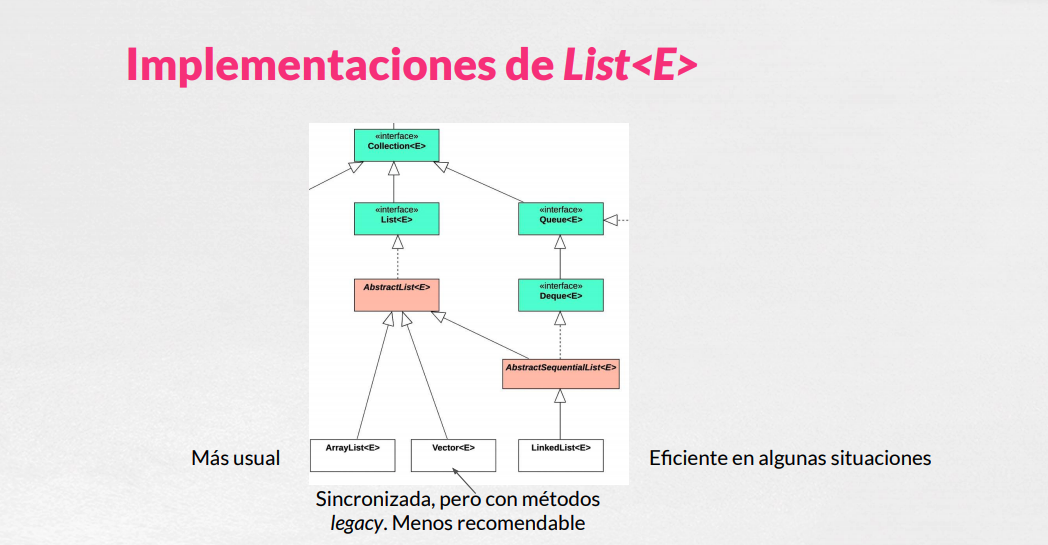 Implementaciones de List<E>
«interface»
Collection<E>
«interface»
List<E>
«interface»
Queue<E>
AbstractList<E>
«interface»
Deque<E>
AbstractSequentialList<E>
Más usual
ArrayList<E>
Vector<E>
LinkedList<E>
Eficiente en algunas situaciones
Sincronizada, pero con métodos
legacy. Menos recomendable